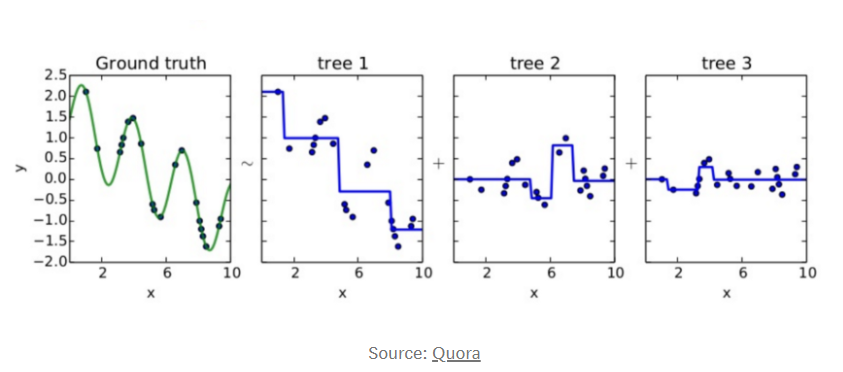 Ground truth
tree 1
tree 2
tree 3
2.5
2.0
1.5
1.0
0.5
0.0
−0.5
−1.0
−1.5
−2.0
y
~
+
+
2 6 10
2 6 10
2 6 10
2 6 10
x
x
x
x
Source: Quora